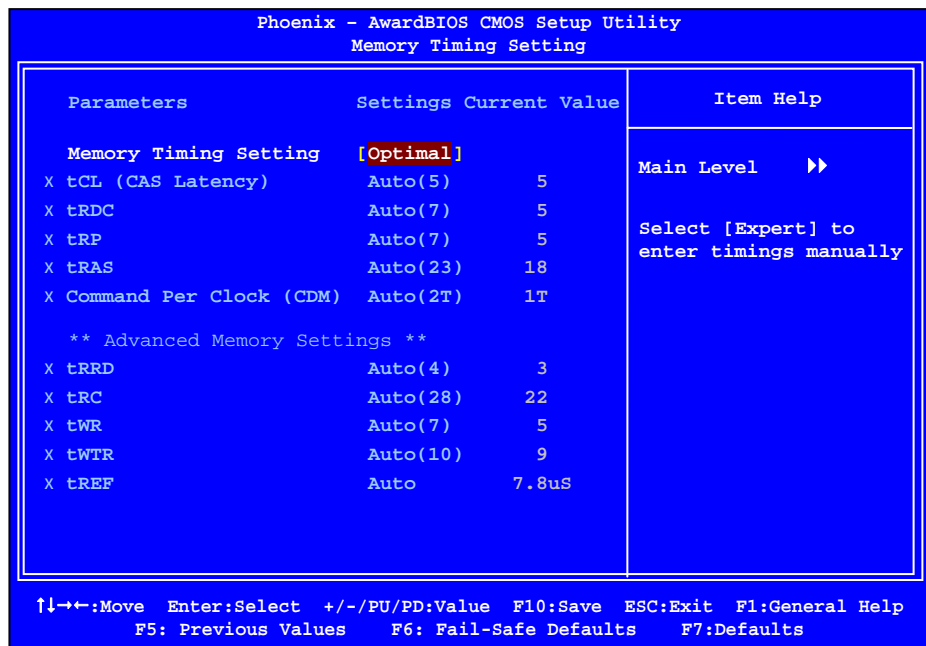 Phoenix – AwardBIOS CMOS Setup Utility
Memory Timing Setting
Parameters Settings Current Value
Memory Timing Setting [Optimal]
X tCL (CAS Latency) Auto(5) 5
X tRDC Auto(7) 5
X tRP Auto(7) 5
X tRAS Auto(23) 18
X Command Per Clock (CDM) Auto(2T) 1T
** Advanced Memory Settings **
X tRRD Auto(4) 3
X tRC Auto(28) 22
X tWR Auto(7) 5
X tWTR Auto(10) 9
X tREF Auto 7.8uS
Item Help
Main Level
Select [Expert] to
enter timings manually
↑↓→←:Move Enter:Select +/-/PU/PD:Value F10:Save ESC:Exit F1:General Help
F5: Previous Values F6: Fail-Safe Defaults F7:Defaults